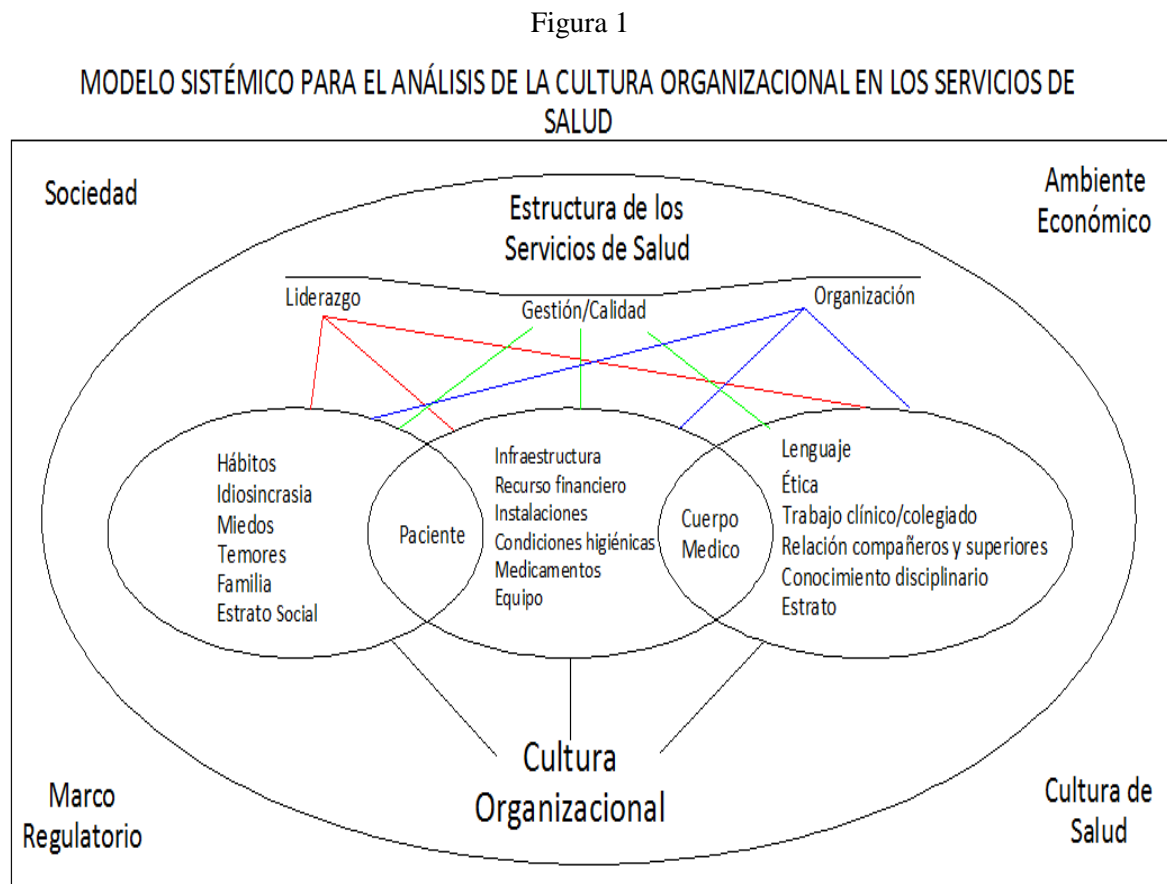 Figura 1
MODELO SISTÉMICO PARA EL ANÁLISIS DE LA CULTURA ORGANIZACIONAL EN LOS SERVICIOS DE
SALUD
Sociedad
Ambiente
Económico
Estructura de los
Servicios de Salud
Liderazgo
Gestión/Calidad
Organización
Hábitos
Idiosincrasia
Miedos
Temores
Familia
Estrato Social
Paciente
Infraestructura
Recurso financiero
Instalaciones
Condiciones higiénicas
Medicamentos
Equipo
Cuerpo
Medico
Lenguaje
Ética
Trabajo clínico/colegiado
Relación compañeros y superiores
Conocimiento disciplinario
Estrato
Cultura
Organizacional
Marco
Regulatorio
Cultura de
Salud